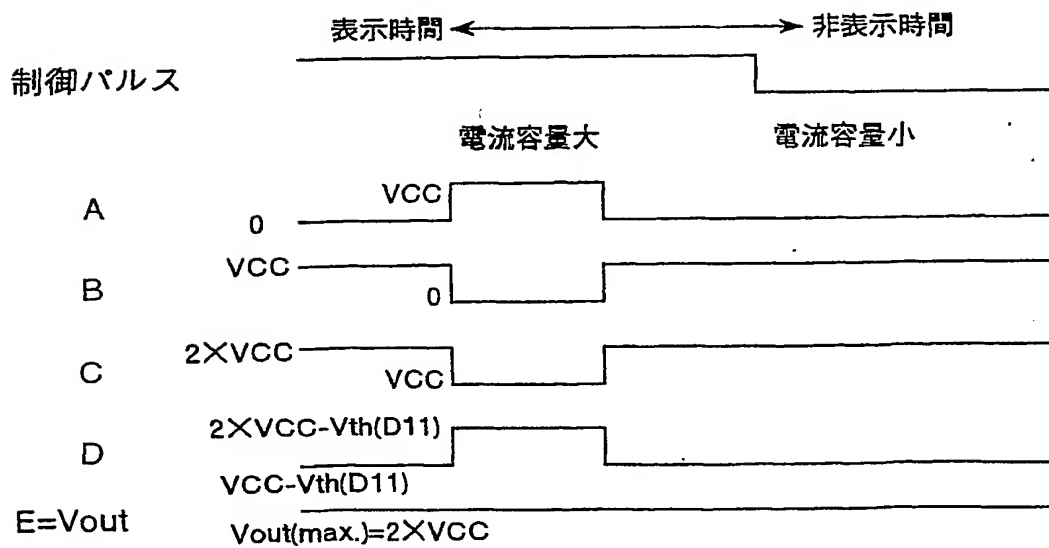 表示時間 非表示時間
制御パルス
電流容量大 電流容量小
A 0 VCC
B VCC 0
C 2×VCC VCC
D 2×VCC-Vth(D11)
VCC-Vth(D11)
E=Vout Vout(max.)=2×VCC